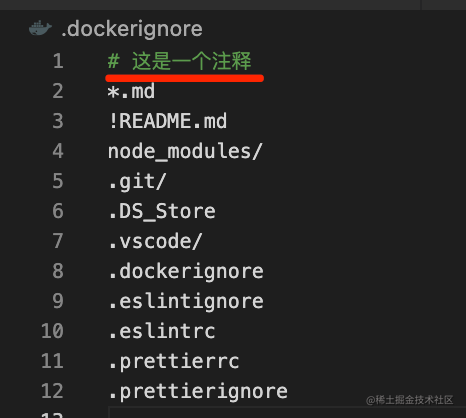 .dockerignore
1 # 这是一个注释
2 *.md
3 !README.md
4 node_modules/
5 .git/
6 .DS_Store
7 .vscode/
8 .dockerignore
9 .eslintignore
10 .eslintrc
11 .prettierrc
12 .prettierignore
13
@稀土掘金技术社区